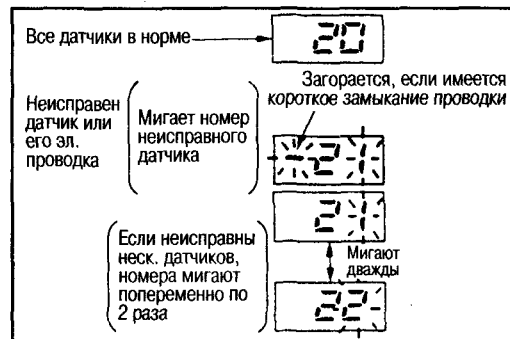 Все датчики в норме
20
Загорается, если имеется
короткое замыкание проводки
Неисправен
датчик или
его эл.
проводка
Мигает номер
неисправного
датчика
-21
21
Если неисправны
неск. датчиков,
номера мигают
попеременно по
2 раза
Мигают
дважды
22